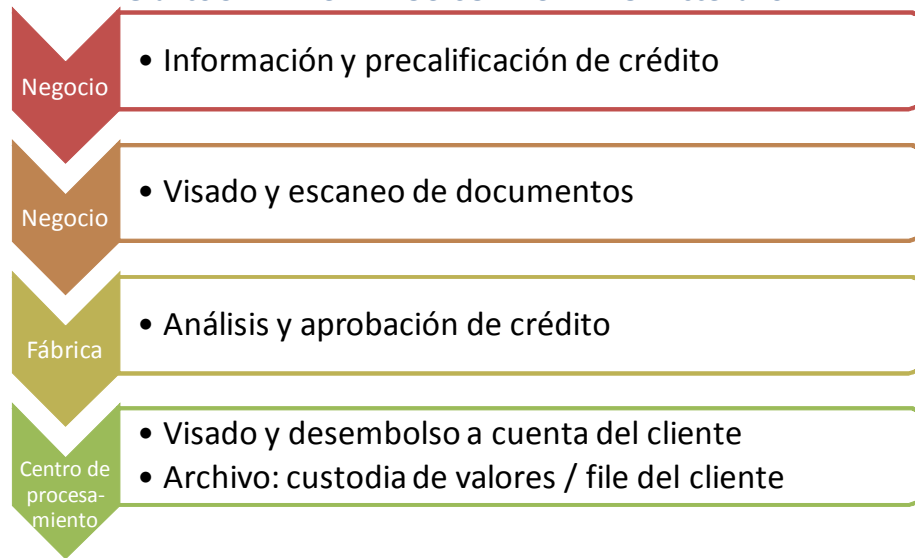 Negocio
• Información y precalificación de crédito
Negocio
• Visado y escaneo de documentos
Fábrica
• Análisis y aprobación de crédito
Centro de
procesa-
miento
• Visado y desembolso a cuenta del cliente
• Archivo: custodia de valores / file del cliente